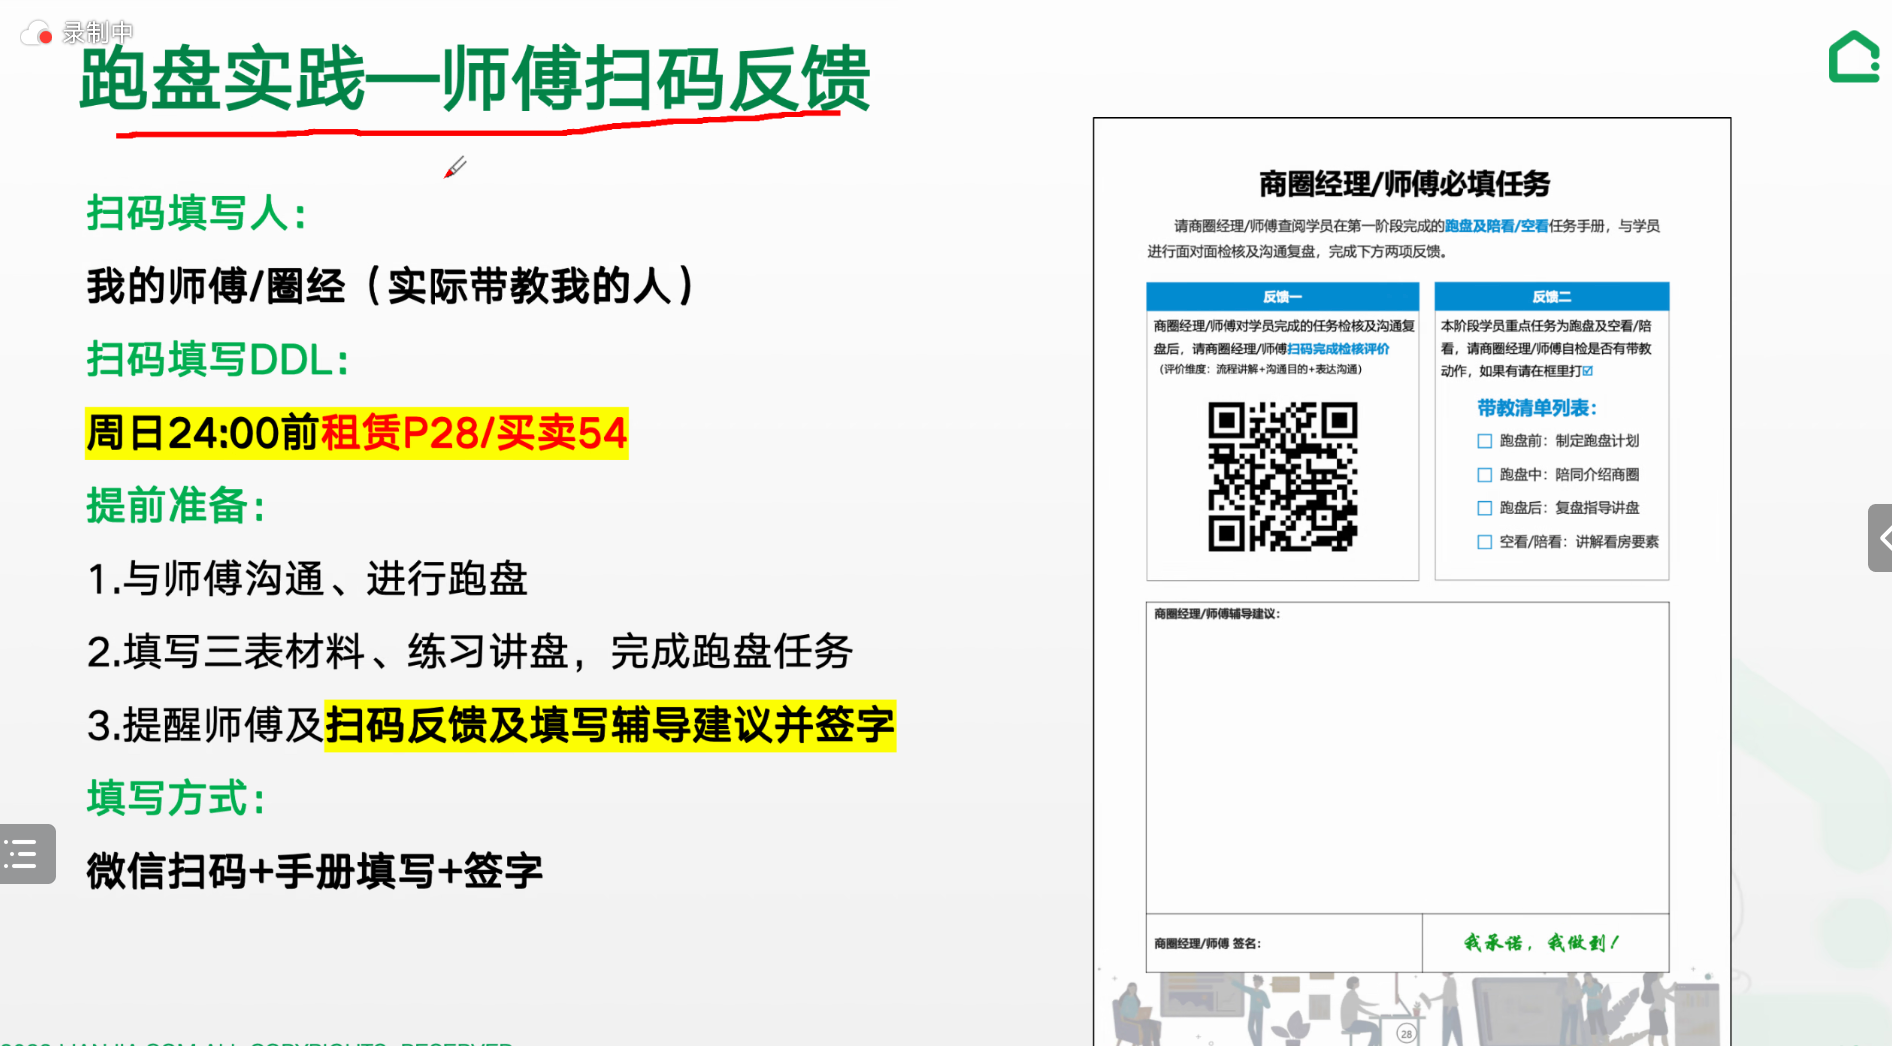 录制中
跑盘实践—师傅扫码反馈
扫码填写人：
我的师傅/圈经（实际带教我的人）
扫码填写DDL：
周日24:00前租赁P28/买卖54
提前准备：
1.与师傅沟通、进行跑盘
2.填写三表材料、练习讲盘，完成跑盘任务
3.提醒师傅及扫码反馈及填写辅导建议并签字
填写方式：
微信扫码+手册填写+签字
商圈经理/师傅必填任务
请商圈经理/师傅查阅学员在第一阶段完成的跑盘及陪看/空看任务手册，与学员
进行面对面检核及沟通复盘，完成下方两项反馈。
反馈一
商圈经理/师傅对学员完成的任务检核及沟通复
盘后，请商圈经理/师傅扫码完成检核评价
（评价维度：流程讲解+沟通目的+表达沟通）
反馈二
本阶段学员重点任务为跑盘及空看/陪
看，请商圈经理/师傅自检是否有带教
动作，如果有请在框里打☑
带教清单列表：
☐ 跑盘前：制定跑盘计划
☐ 跑盘中：陪同介绍商圈
☐ 跑盘后：复盘指导讲盘
☐ 空看/陪看：讲解看房要素
商圈经理/师傅辅导建议：
商圈经理/师傅 签名：
我承诺，我做到！
28